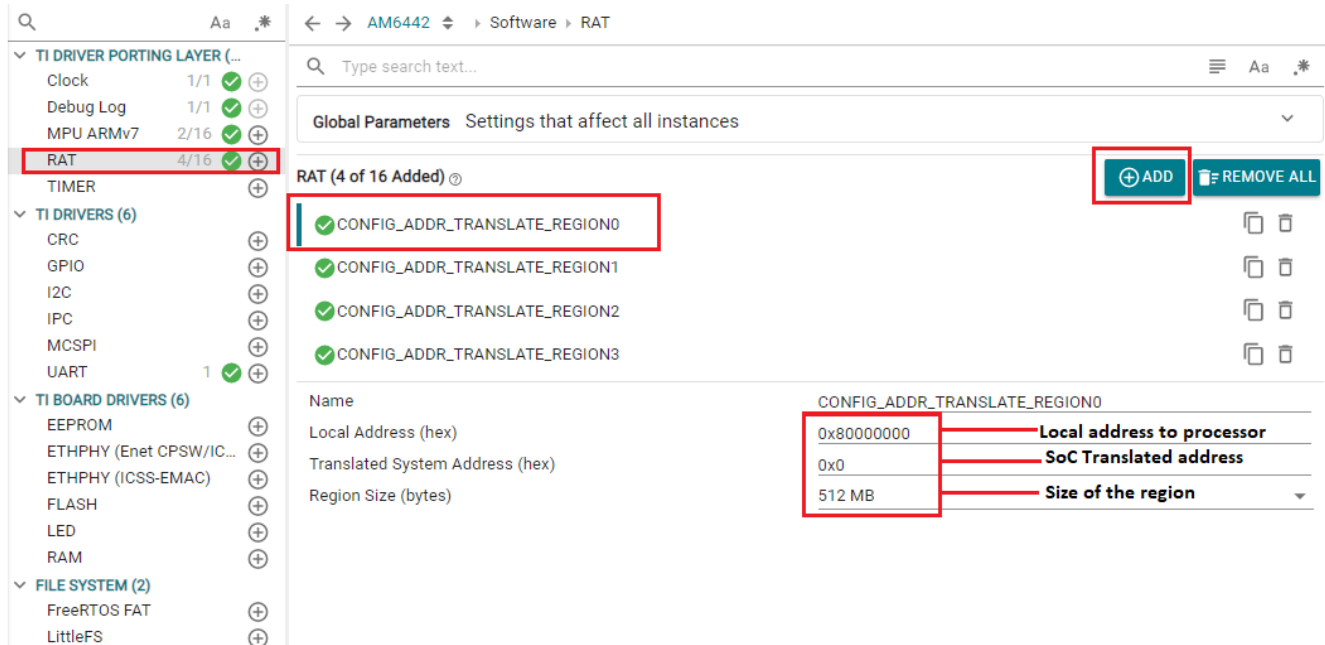 Aa .*
TI DRIVER PORTING LAYER (...
Clock 1/1
Debug Log 1/1
MPU ARMv7 2/16
RAT 4/16
TIMER
TI DRIVERS (6)
CRC
GPIO
I2C
IPC
MCSPI
UART 1
TI BOARD DRIVERS (6)
EEPROM
ETHPHY (Enet CPSW/IC...
ETHPHY (ICSS-EMAC)
FLASH
LED
RAM
FILE SYSTEM (2)
FreeRTOS FAT
LittleFS
AM6442 Software RAT
Type search text... Aa .*
Global Parameters Settings that affect all instances
RAT (4 of 16 Added) ADD REMOVE ALL
CONFIG_ADDR_TRANSLATE_REGION0
CONFIG_ADDR_TRANSLATE_REGION1
CONFIG_ADDR_TRANSLATE_REGION2
CONFIG_ADDR_TRANSLATE_REGION3
Name CONFIG_ADDR_TRANSLATE_REGION0
Local Address (hex) 0x80000000 Local address to processor
Translated System Address (hex) 0x0 SoC Translated address
Region Size (bytes) 512 MB Size of the region